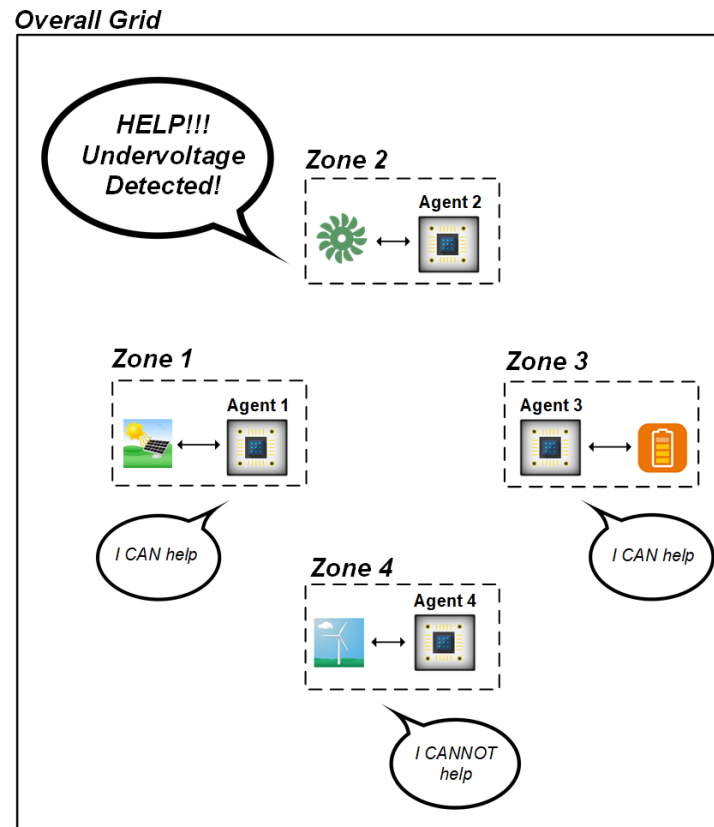 Overall Grid
HELP!!!
Undervoltage
Detected!
Zone 2
Agent 2
Zone 1
Agent 1
I CAN help
Zone 3
Agent 3
I CAN help
Zone 4
Agent 4
I CANNOT
help